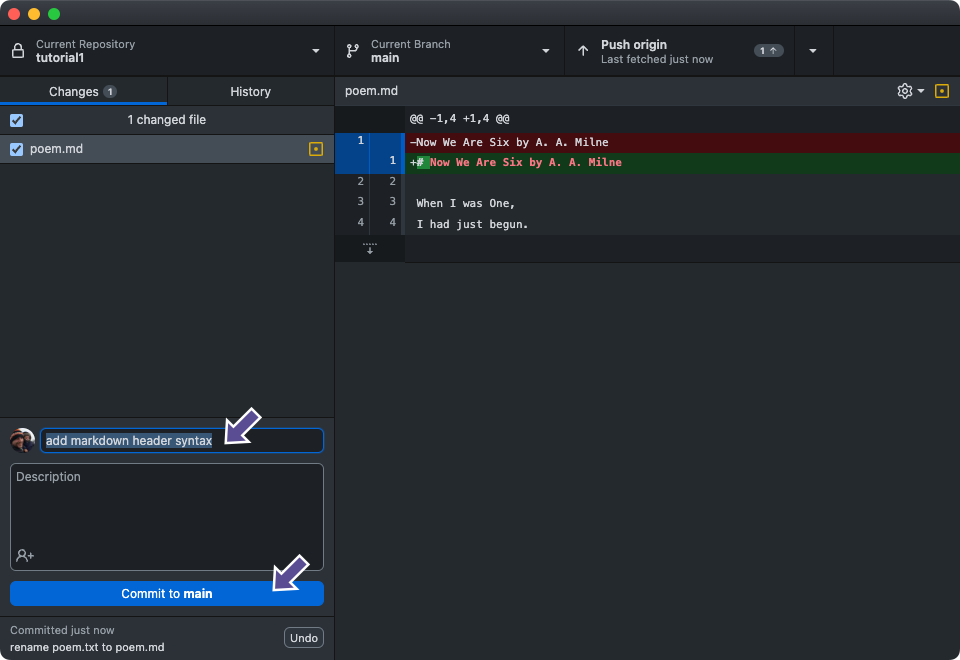 Current Repository
tutorial1
Current Branch
main
Push origin
Last fetched just now
1
Changes 1
History
1 changed file
poem.md
poem.md
@@ -1,4 +1,4 @@
1 -Now We Are Six by A. A. Milne
1 +# Now We Are Six by A. A. Milne
2 2
3 3 When I was One,
4 4 I had just begun.
add markdown header syntax
Description
Commit to main
Committed just now
rename poem.txt to poem.md
Undo